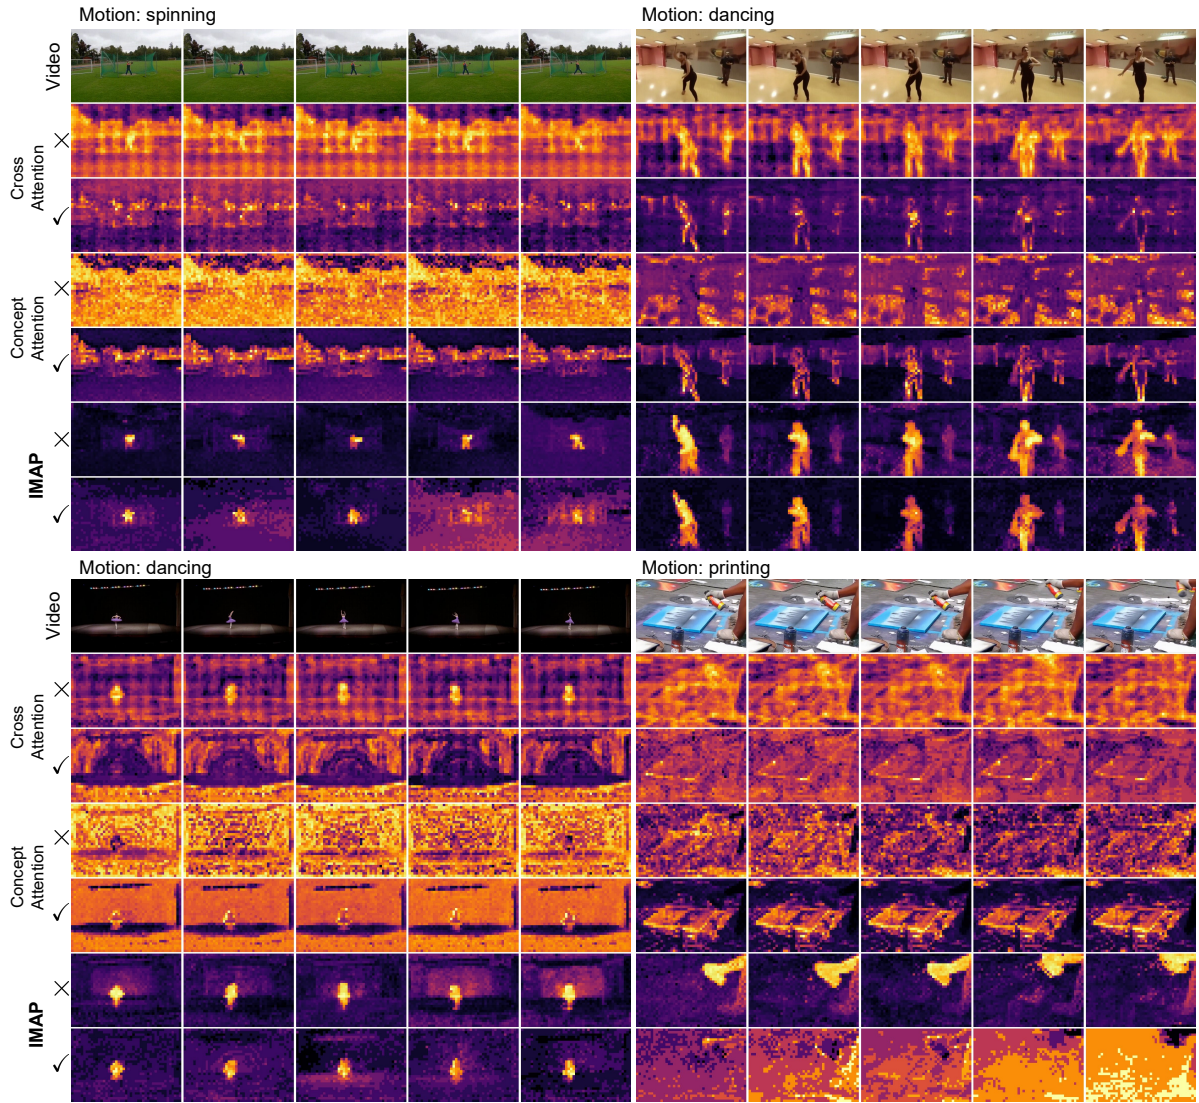 Motion: spinning
Motion: dancing
Video
Cross
Attention
×
✓
Concept
Attention
×
✓
IMAP
×
✓
Motion: dancing
Motion: printing
Video
Cross
Attention
×
✓
Concept
Attention
×
✓
IMAP
×
✓